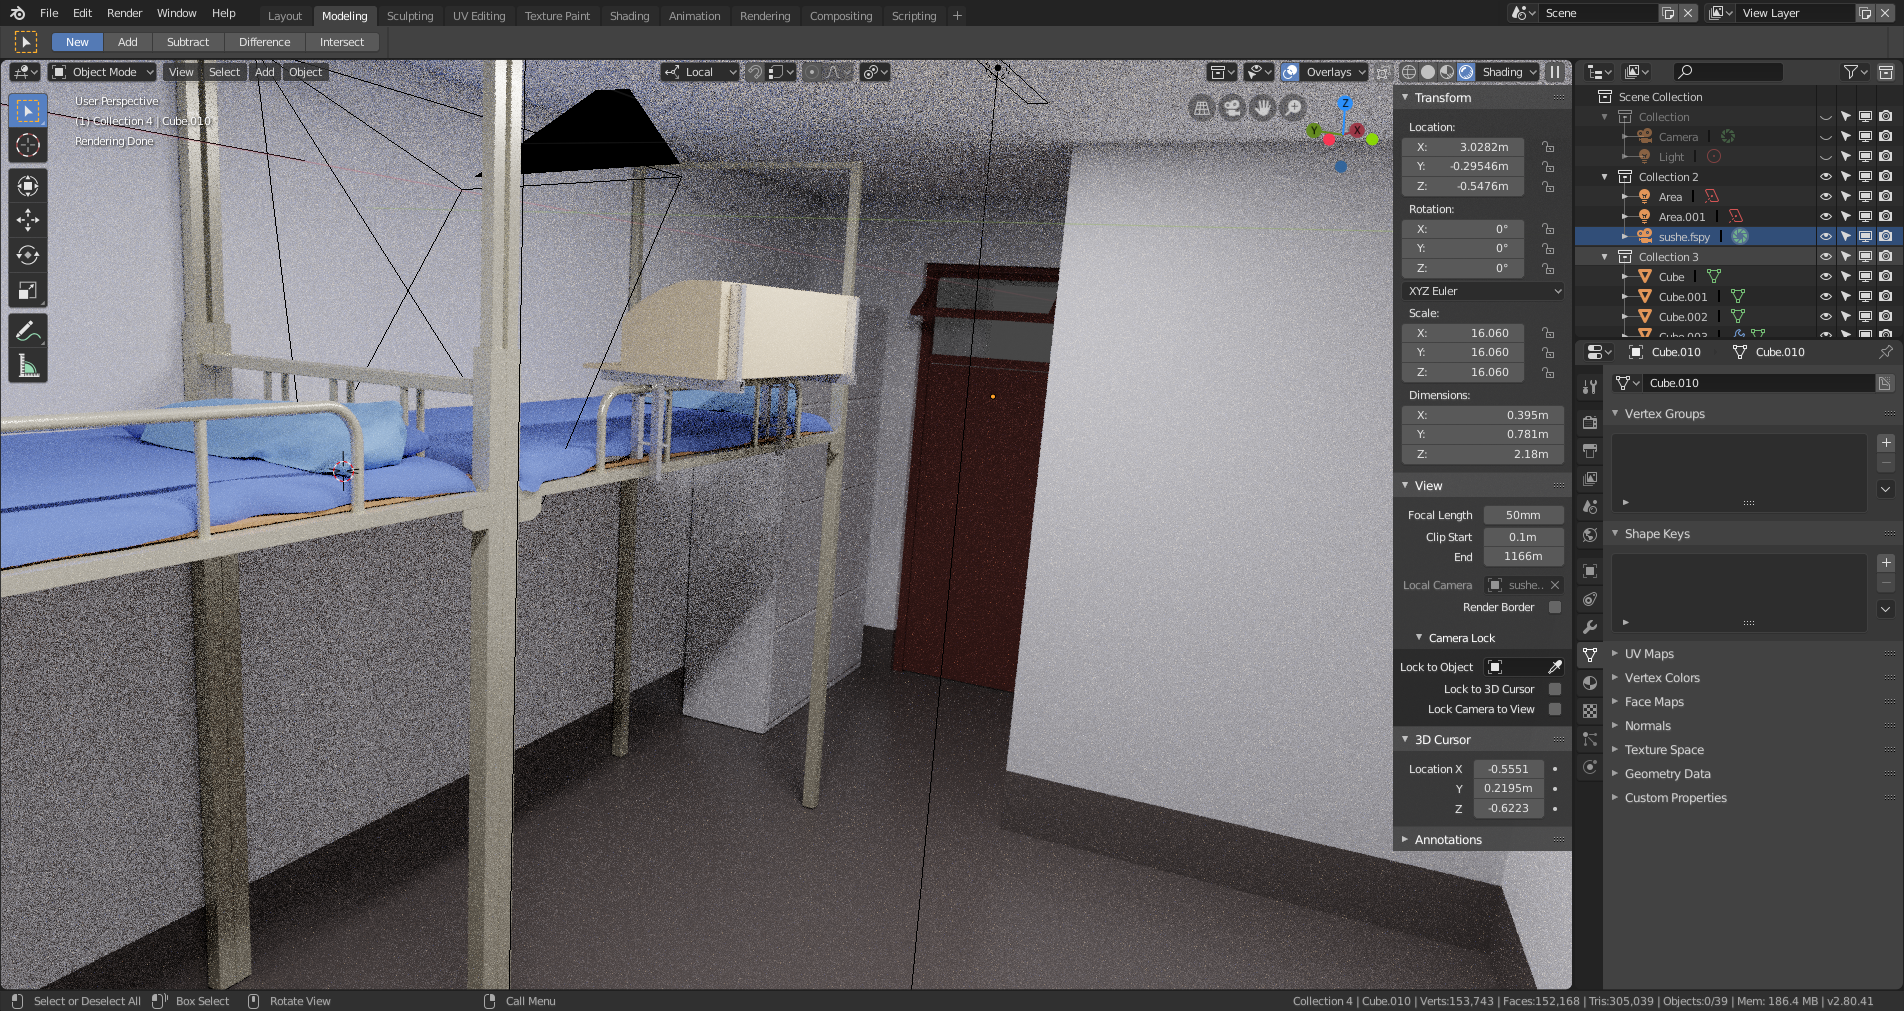 File Edit Render Window Help Layout Modeling Sculpting UV Editing Texture Paint Shading Animation Rendering Compositing Scripting + Scene View Layer
New Add Subtract Difference Intersect
Object Mode View Select Add Object Local Overlays Shading
User Perspective
(1) Collection 4 | Cube.010
Rendering Done
Z
Y
X
Transform
Location:
X: 3.0282m
Y: -0.29546m
Z: -0.5476m
Rotation:
X: 0°
Y: 0°
Z: 0°
XYZ Euler
Scale:
X: 16.060
Y: 16.060
Z: 16.060
Dimensions:
X: 0.395m
Y: 0.781m
Z: 2.18m
View
Focal Length 50mm
Clip Start 0.1m
End 1166m
Local Camera sushe..
Render Border
Camera Lock
Lock to Object
Lock to 3D Cursor
Lock Camera to View
3D Cursor
Location X -0.5551
Y 0.2195m
Z -0.6223
Annotations
Scene Collection
Collection
Camera
Light
Collection 2
Area
Area.001
sushe.fspy
Collection 3
Cube
Cube.001
Cube.002
Cube.003
Cube.010 Cube.010
Cube.010
Vertex Groups
Shape Keys
UV Maps
Vertex Colors
Face Maps
Normals
Texture Space
Geometry Data
Custom Properties
Select or Deselect All Box Select Rotate View Call Menu Collection 4 | Cube.010 | Verts:153,743 | Faces:152,168 | Tris:305,039 | Objects:0/39 | Mem: 186.4 MB | v2.80.41